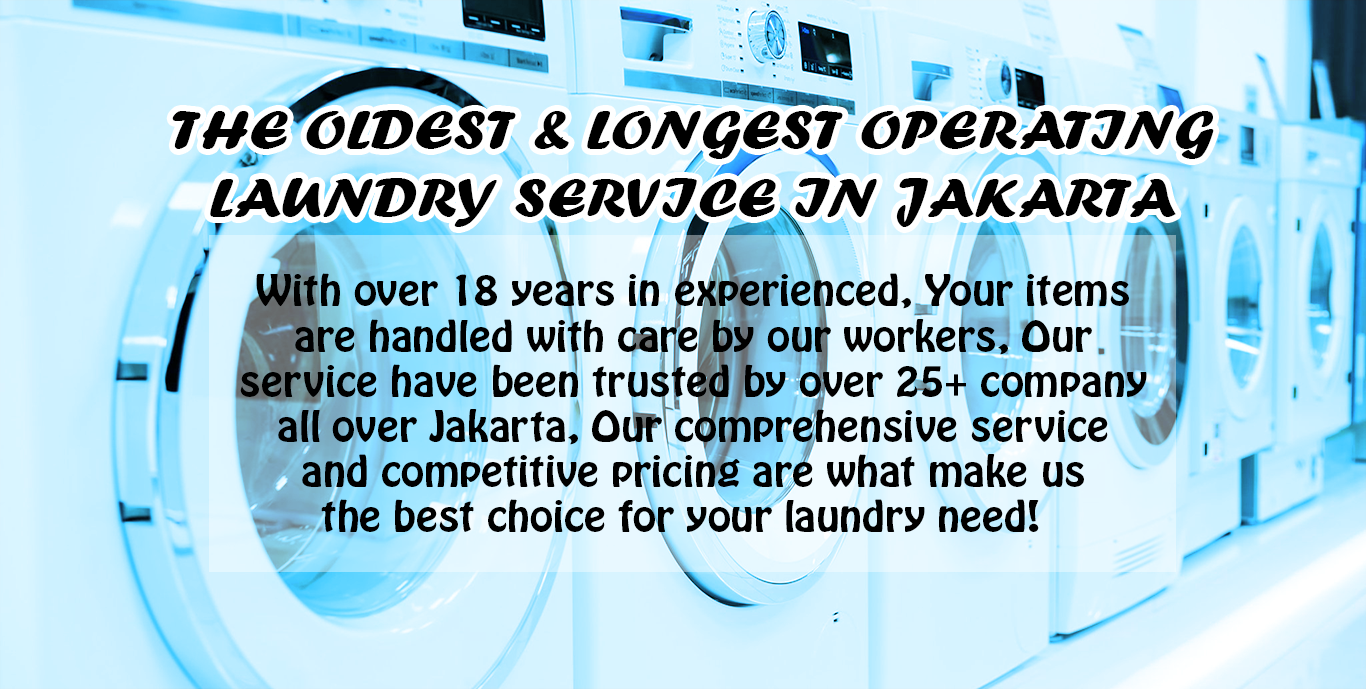 THE OLDEST & LONGEST OPERATING
LAUNDRY SERVICE IN JAKARTA
With over 18 years in experienced, Your items
are handled with care by our workers, Our
service have been trusted by over 25+ company
all over Jakarta, Our comprehensive service
and competitive pricing are what make us
the best choice for your laundry need!